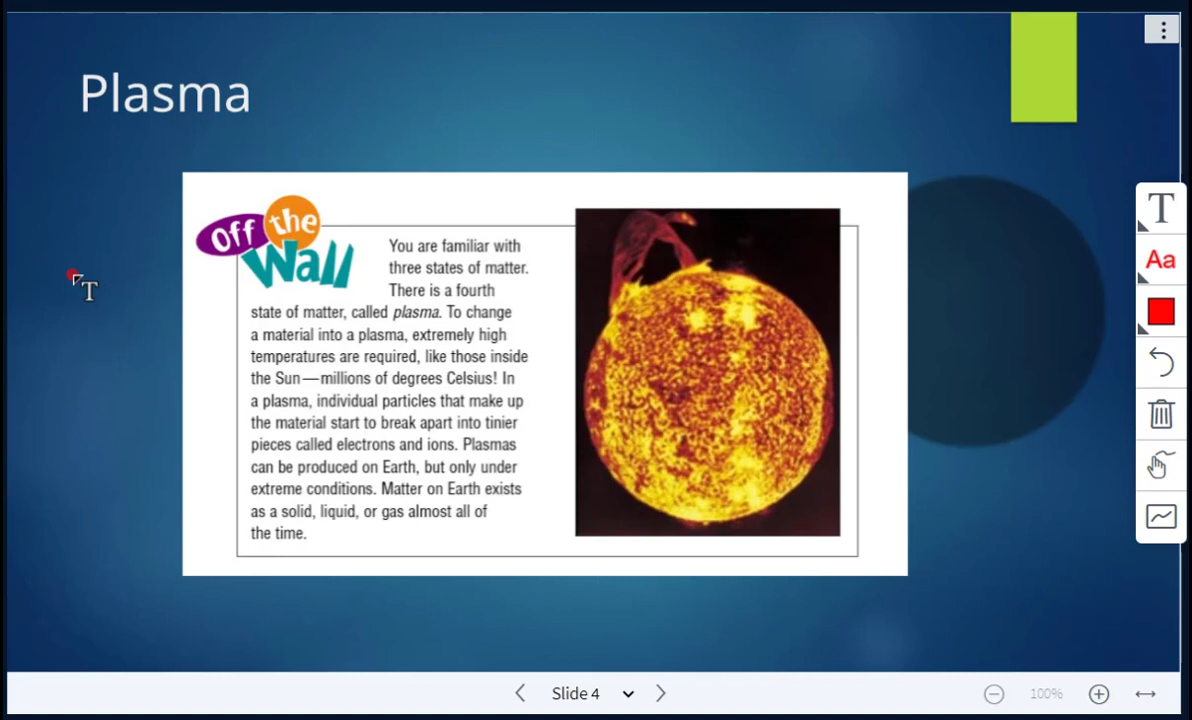 Plasma
Off the Wall
You are familiar with
three states of matter.
There is a fourth
state of matter, called plasma. To change
a material into a plasma, extremely high
temperatures are required, like those inside
the Sun—millions of degrees Celsius! In
a plasma, individual particles that make up
the material start to break apart into tinier
pieces called electrons and ions. Plasmas
can be produced on Earth, but only under
extreme conditions. Matter on Earth exists
as a solid, liquid, or gas almost all of
the time.
T
T
Aa
Slide 4
100%